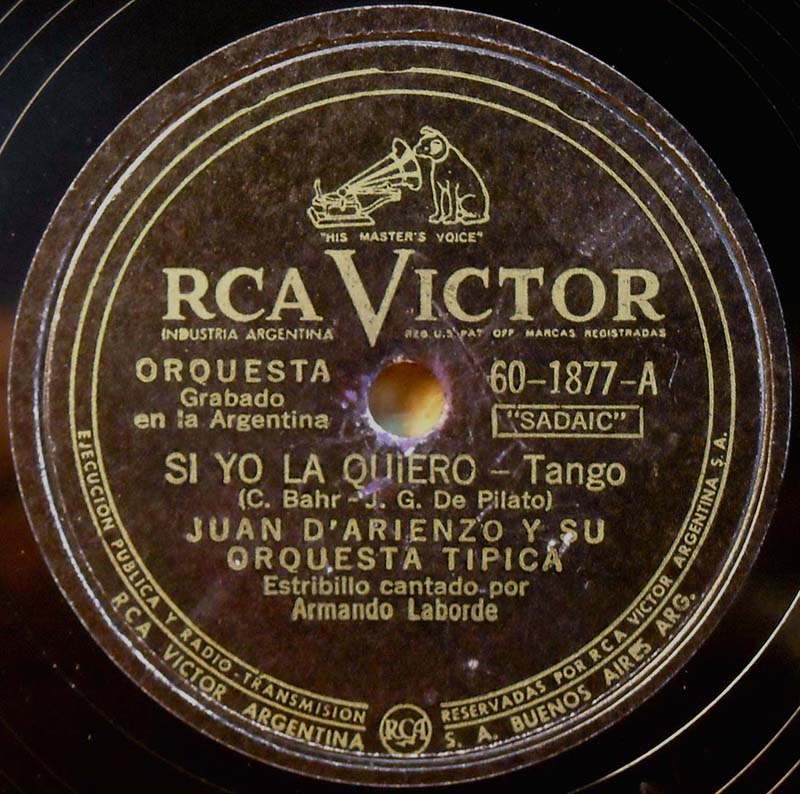 "HIS MASTER'S VOICE"
RCA VICTOR
INDUSTRIA ARGENTINA REG. U.S. PAT OFF MARCAS REGISTRADAS
ORQUESTA
Grabado
en la Argentina
60-1877-A
"SADAIC"
SI YO LA QUIERO - Tango
(C. Bahr - J. G. De Pilato)
JUAN D'ARIENZO Y SU
ORQUESTA TIPICA
Estribillo cantado por
Armando Laborde
EJECUCION PUBLICA Y RADIO-TRANSMISION RESERVADAS POR RCA VICTOR ARGENTINA S. A.
RCA VICTOR ARGENTINA S. A. BUENOS AIRES ARG.
RCA